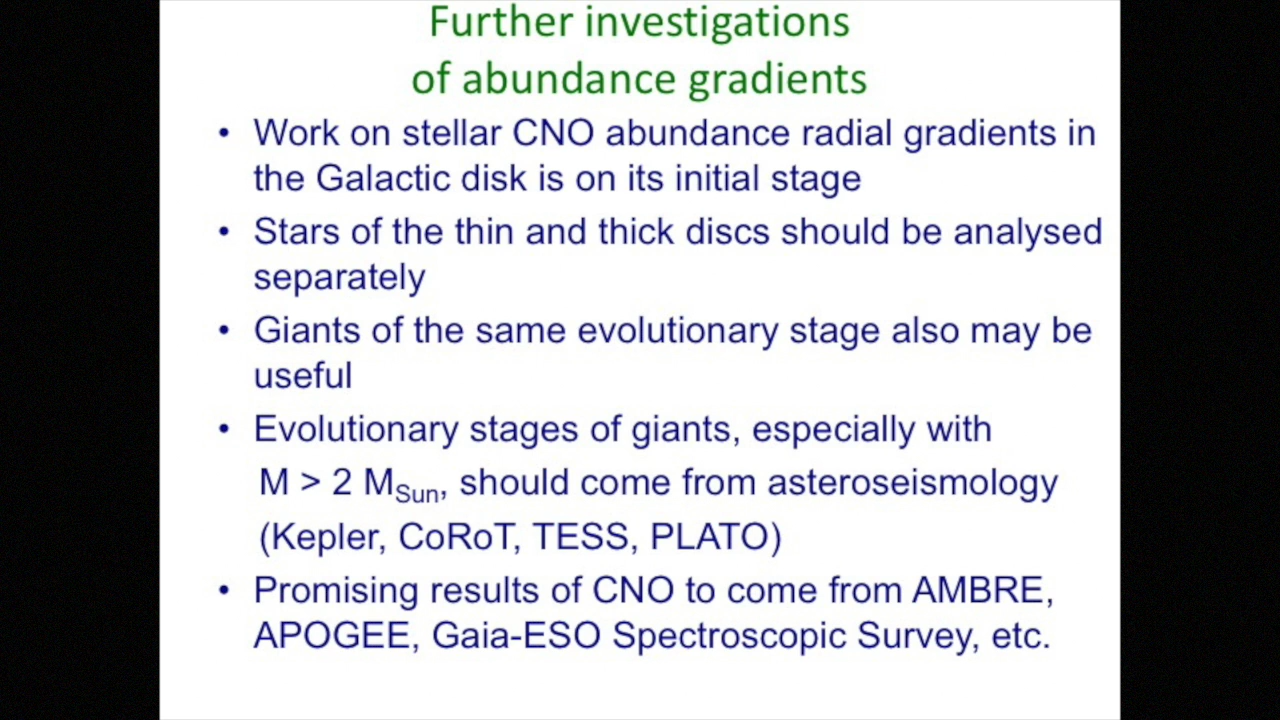 Further investigations
of abundance gradients
• Work on stellar CNO abundance radial gradients in
the Galactic disk is on its initial stage
• Stars of the thin and thick discs should be analysed
separately
• Giants of the same evolutionary stage also may be
useful
• Evolutionary stages of giants, especially with
M > 2 MSun, should come from asteroseismology
(Kepler, CoRoT, TESS, PLATO)
• Promising results of CNO to come from AMBRE,
APOGEE, Gaia-ESO Spectroscopic Survey, etc.